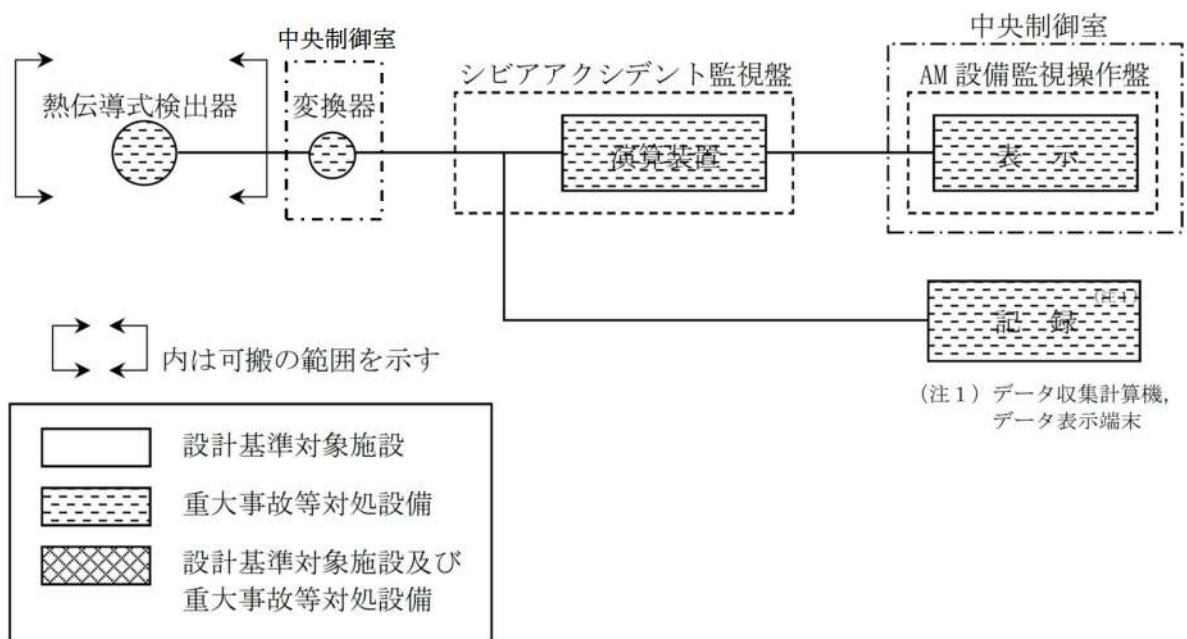 中央制御室
中央制御室
シビアアクシデント監視盤
AM設備監視操作盤
熱伝導式検出器
変換器
演算装置
表 示
記 録 (注1)
内は可搬の範囲を示す
(注1)データ収集計算機,
データ表示端末
設計基準対象施設
重大事故等対処設備
設計基準対象施設及び
重大事故等対処設備